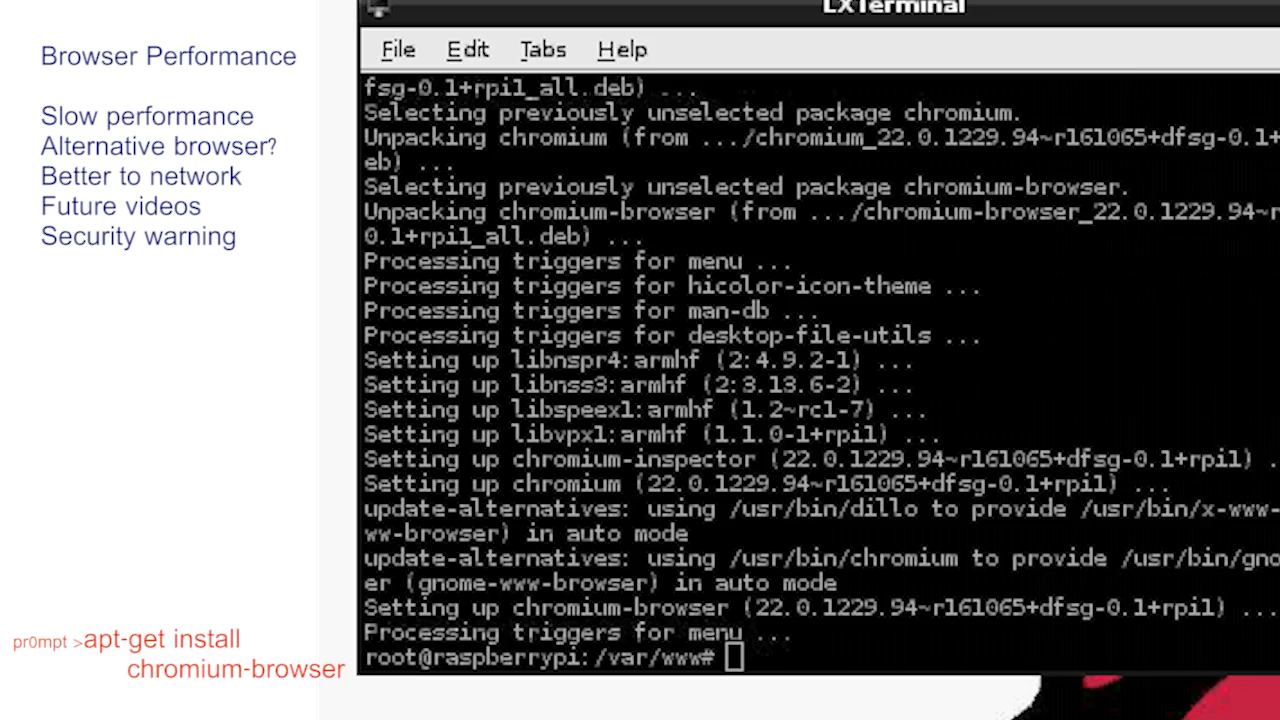 Browser Performance
Slow performance
Alternative browser?
Better to network
Future videos
Security warning
pr0mpt >apt-get install
chromium-browser
LXTerminal
File Edit Tabs Help
fsg-0.1+rpi1_all.deb) ...
Selecting previously unselected package chromium.
Unpacking chromium (from .../chromium_22.0.1229.94~r161065+dfsg-0.1+
eb) ...
Selecting previously unselected package chromium-browser.
Unpacking chromium-browser (from .../chromium-browser_22.0.1229.94~r
0.1+rpi1_all.deb) ...
Processing triggers for menu ...
Processing triggers for hicolor-icon-theme ...
Processing triggers for man-db ...
Processing triggers for desktop-file-utils ...
Setting up libnspr4:armhf (2:4.9.2-1) ...
Setting up libnss3:armhf (2:3.13.6-2) ...
Setting up libspeex1:armhf (1.2~rc1-7) ...
Setting up libvpx1:armhf (1.1.0-1+rpi1) ...
Setting up chromium-inspector (22.0.1229.94~r161065+dfsg-0.1+rpi1) .
Setting up chromium (22.0.1229.94~r161065+dfsg-0.1+rpi1) ...
update-alternatives: using /usr/bin/dillo to provide /usr/bin/x-www-
ww-browser) in auto mode
update-alternatives: using /usr/bin/chromium to provide /usr/bin/gno
er (gnome-www-browser) in auto mode
Setting up chromium-browser (22.0.1229.94~r161065+dfsg-0.1+rpi1) ...
Processing triggers for menu ...
root@raspberrypi:/var/www#